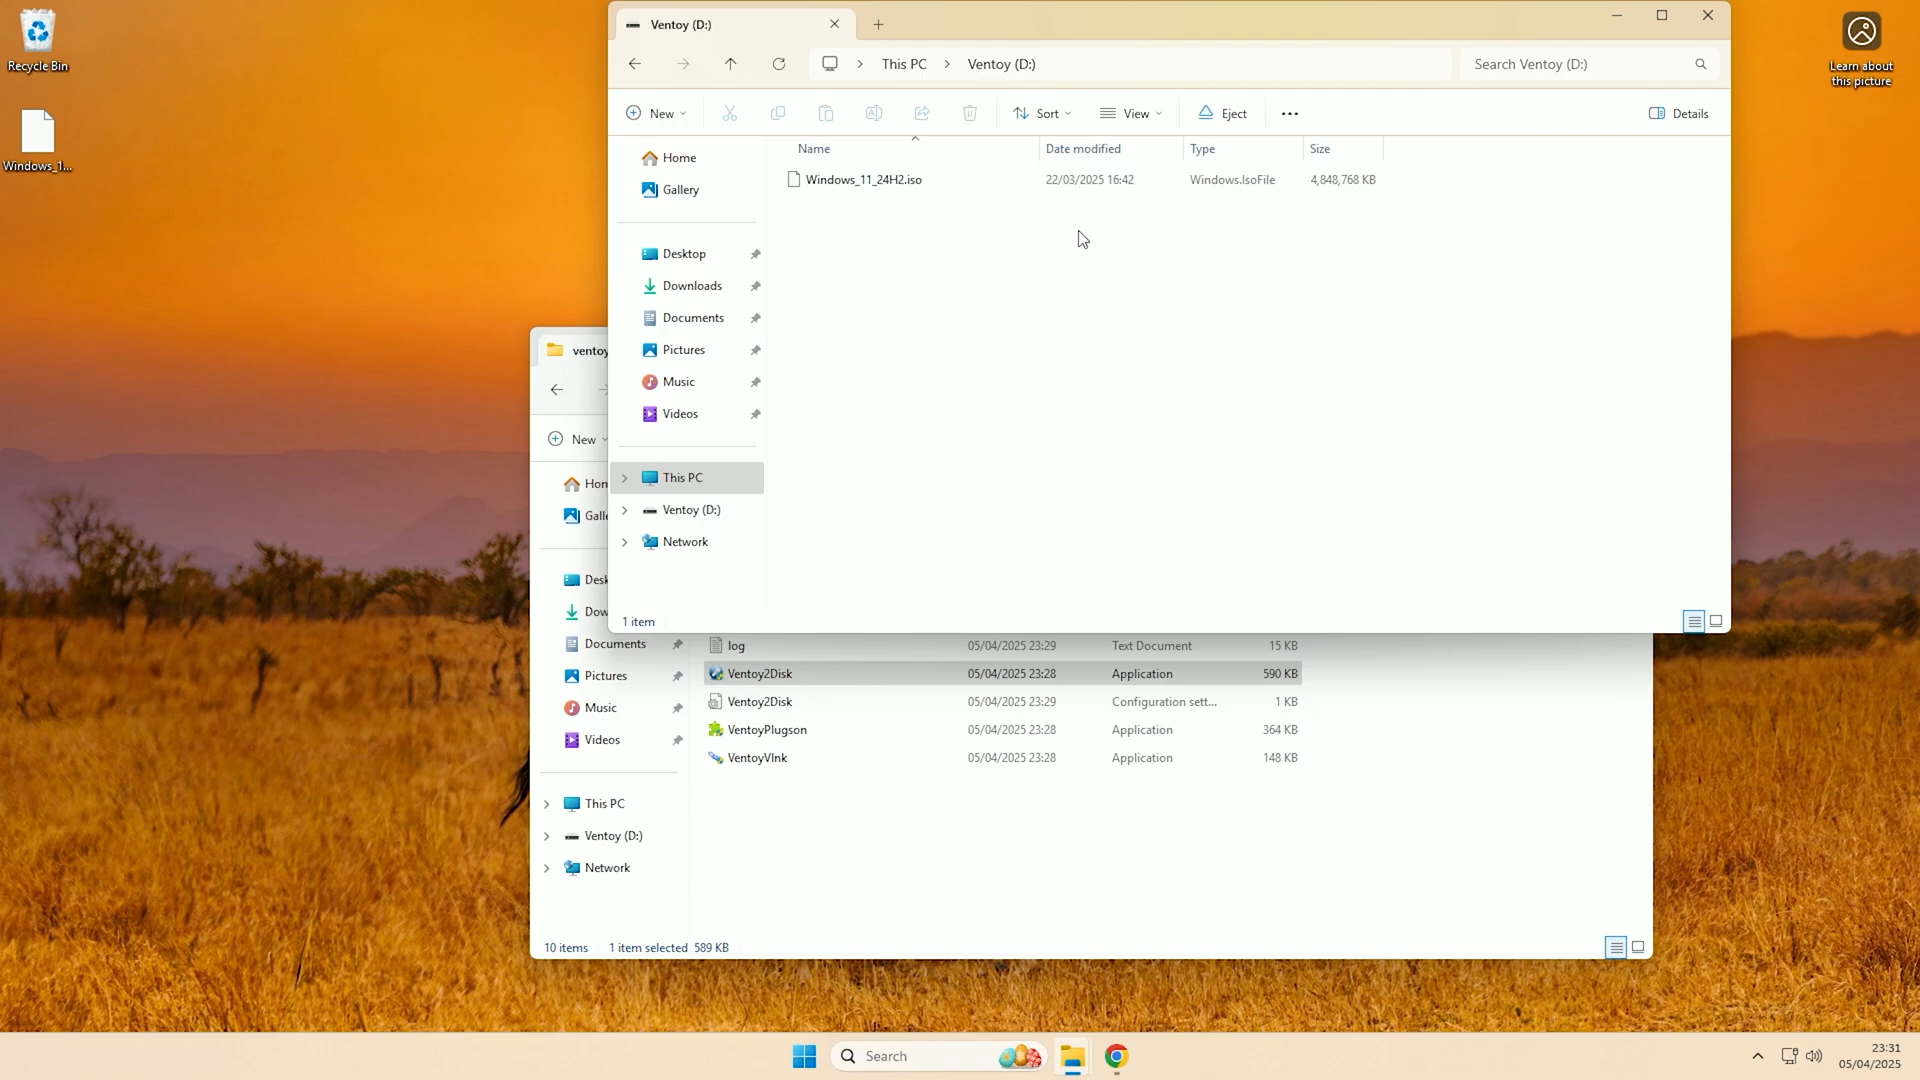 Recycle Bin
Windows_1...
Learn about
this picture
Ventoy (D:)
This PC
Ventoy (D:)
Search Ventoy (D:)
New
Sort
View
Eject
Details
Name
Date modified
Type
Size
Windows_11_24H2.iso
22/03/2025 16:42
Windows.IsoFile
4,848,768 KB
Home
Gallery
Desktop
Downloads
Documents
Pictures
Music
Videos
This PC
Ventoy (D:)
Network
1 item
ventoy
New
Hom
Galle
Desk
Dow
Documents
Pictures
Music
Videos
This PC
Ventoy (D:)
Network
log
05/04/2025 23:29
Text Document
15 KB
Ventoy2Disk
05/04/2025 23:28
Application
590 KB
Ventoy2Disk
05/04/2025 23:29
Configuration sett...
1 KB
VentoyPlugson
05/04/2025 23:28
Application
364 KB
VentoyVlnk
05/04/2025 23:28
Application
148 KB
10 items
1 item selected 589 KB
Search
23:31
05/04/2025